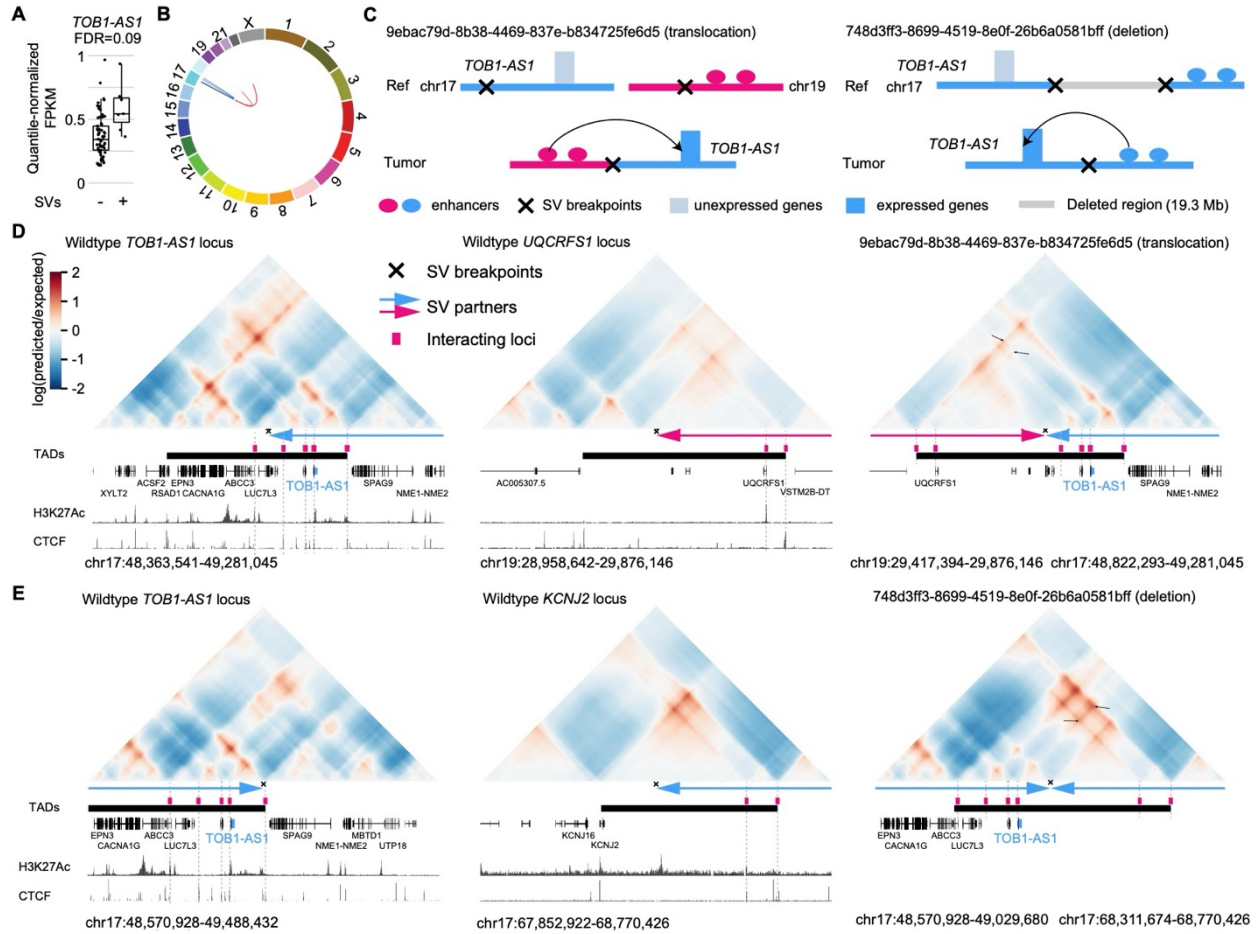 A
TOB1-AS1
FDR=0.09
Quantile-normalized
FPKM
1
0.5
0
SVs - +
B
X 1 2 3 4 5 6 7 8 9 10 11 12 13 14 15 16 17 19 21
C
9ebac79d-8b38-4469-837e-b834725fe6d5 (translocation)
TOB1-AS1
Ref chr17
chr19
Tumor
TOB1-AS1
748d3ff3-8699-4519-8e0f-26b6a0581bff (deletion)
TOB1-AS1
Ref chr17
TOB1-AS1
Tumor
enhancers
SV breakpoints
unexpressed genes
expressed genes
Deleted region (19.3 Mb)
D
Wildtype TOB1-AS1 locus
Wildtype UQCRFS1 locus
9ebac79d-8b38-4469-837e-b834725fe6d5 (translocation)
log(predicted/expected)
2
1
0
-1
-2
SV breakpoints
SV partners
Interacting loci
TADs
ACSF2 EPN3 ABCC3 SPAG9
XYLT2 RSAD1 CACNA1G LUC7L3 TOB1-AS1 NME1-NME2
AC005307.5 UQCRFS1
VSTM2B-DT
UQCRFS1 TOB1-AS1 SPAG9
NME1-NME2
H3K27Ac
CTCF
chr17:48,363,541-49,281,045
chr19:28,958,642-29,876,146
chr19:29,417,394-29,876,146 chr17:48,822,293-49,281,045
E
Wildtype TOB1-AS1 locus
Wildtype KCNJ2 locus
748d3ff3-8699-4519-8e0f-26b6a0581bff (deletion)
TADs
EPN3 ABCC3 TOB1-AS1 SPAG9 MBTD1
CACNA1G LUC7L3 NME1-NME2 UTP18
KCNJ16
KCNJ2
EPN3 ABCC3 TOB1-AS1
CACNA1G LUC7L3
H3K27Ac
CTCF
chr17:48,570,928-49,488,432
chr17:67,852,922-68,770,426
chr17:48,570,928-49,029,680 chr17:68,311,674-68,770,426